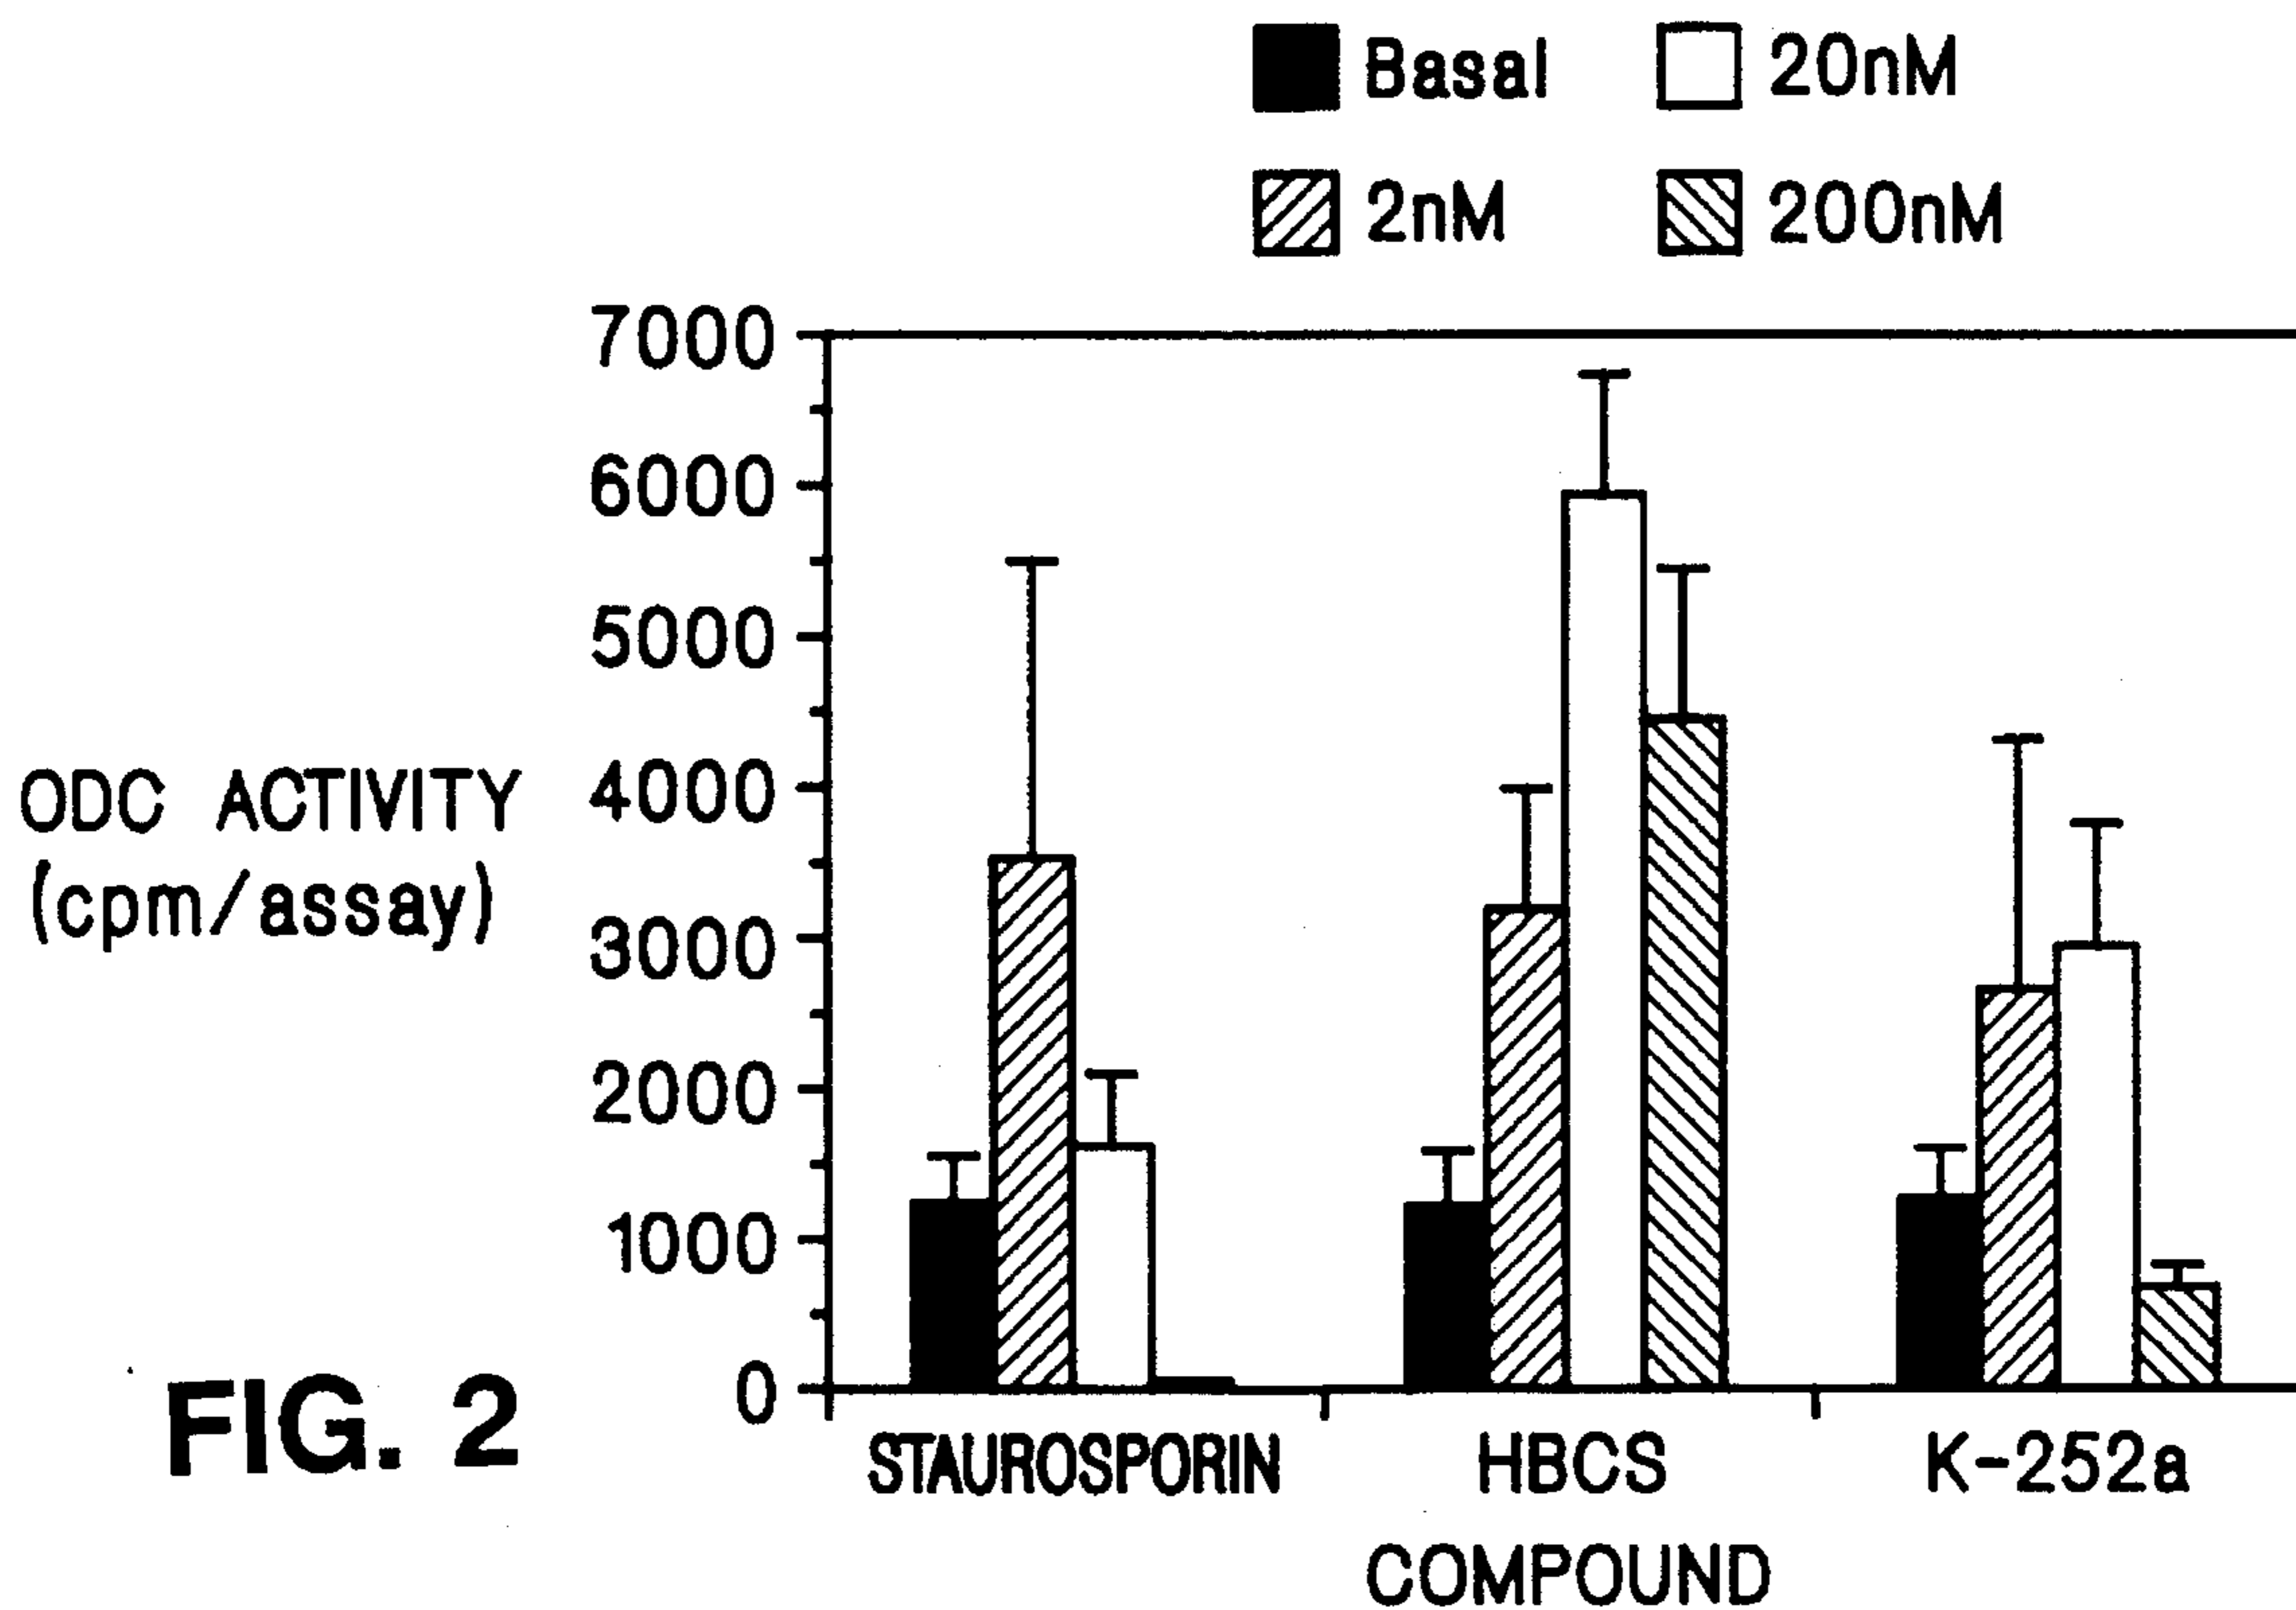 Basal 20nM
2nM 200nM
7000
6000
5000
4000
3000
2000
1000
0
ODC ACTIVITY
(cpm/assay)
STAUROSPORIN HBCS K-252a
COMPOUND
FIG. 2